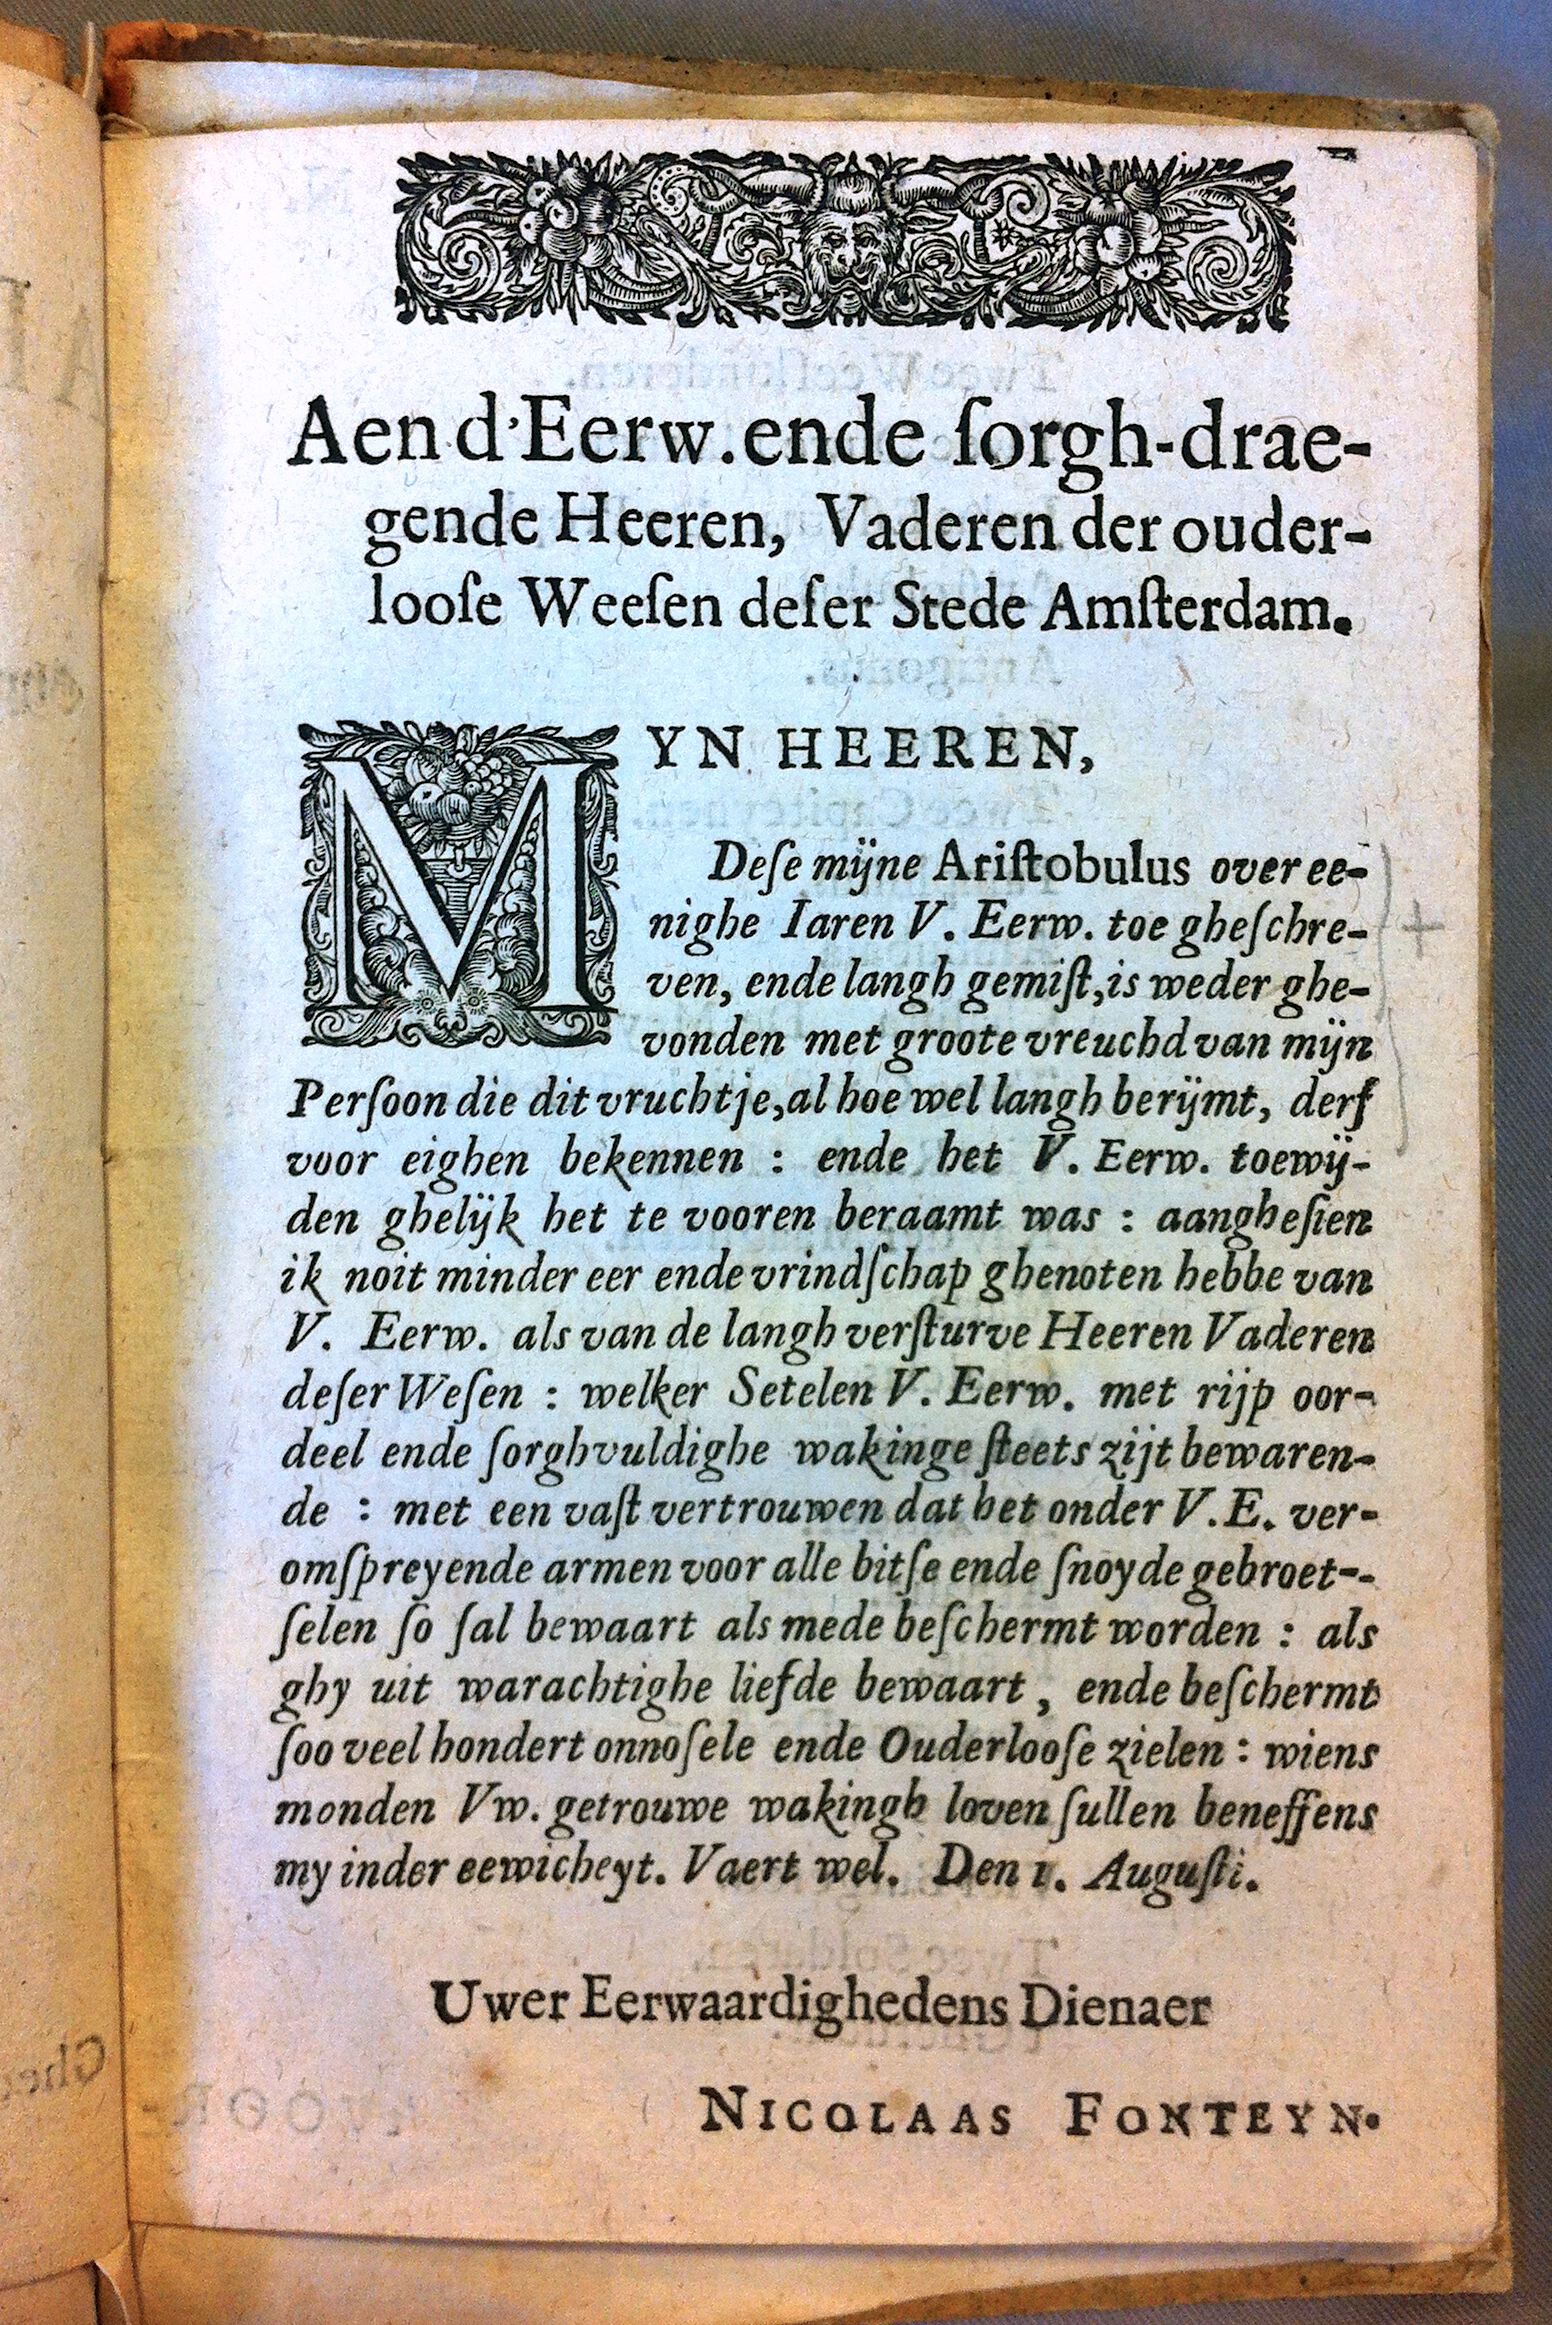 Aen d'Eerw. ende ſorgh-drae-
gende Heeren, Vaderen der ouder-
looſe Weeſen deſer Stede Amſterdam.
MYN HEEREN,
Deſe mijne Ariſtobulus over ee-
nighe Iaren V. Eerw. toe gheſchre-
ven, ende langh gemiſt, is weder ghe-
vonden met groote vreuchd van mijn
Perſoon die dit vruchtje, al hoe wel langh berijmt, derf
voor eighen bekennen : ende het V. Eerw. toewij-
den ghelijk het te vooren beraamt was : aangheſien
ik noit minder eer ende vrindſchap ghenoten hebbe van
V. Eerw. als van de langh verſturve Heeren Vaderen
deſer Weſen : welker Setelen V. Eerw. met rijp oor-
deel ende ſorghvuldighe wakinge ſteets zijt bewaren-
de : met een vaſt vertrouwen dat het onder V.E. ver-
omſpreyende armen voor alle bitſe ende ſnoyde gebroet--
ſelen ſo ſal bewaart als mede beſchermt worden : als
ghy uit warachtighe liefde bewaart, ende beſchermt
ſoo veel hondert onnoſele ende Ouderlooſe zielen : wiens
monden Vw. getrouwe wakingh loven ſullen beneffens
my inder eewicheyt. Vaert wel. Den 1. Auguſti.
Uwer Eerwaardighedens Dienaer
NICOLAAS FONTEYN.